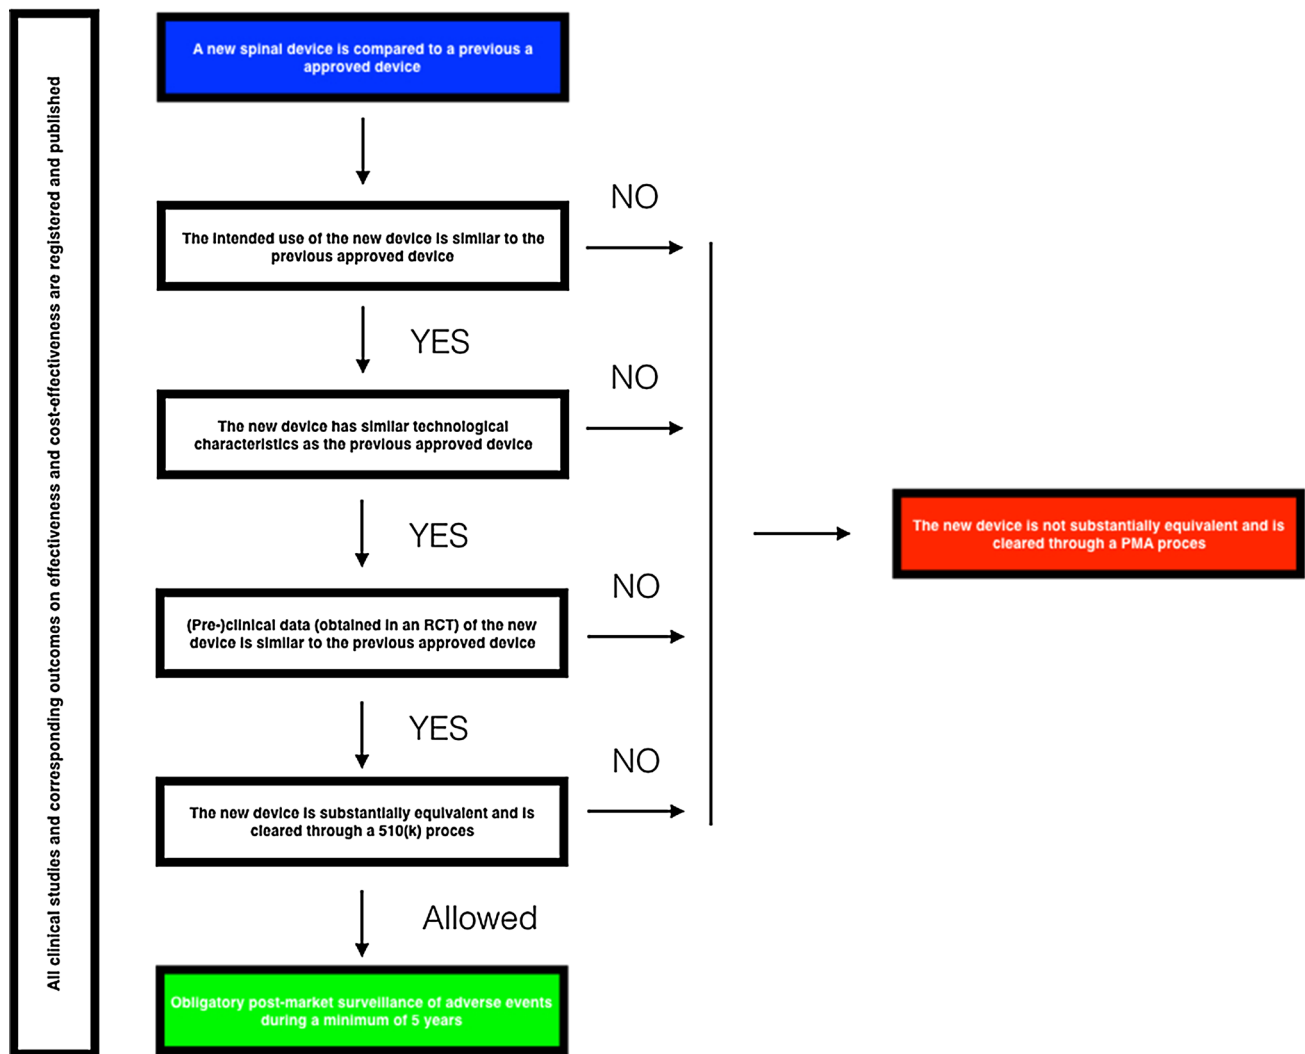 All clinical studies and corresponding outcomes on effectiveness and cost-effectiveness are registered and published
A new spinal device is compared to a previous a
approved device
NO
The intended use of the new device is similar to the
previous approved device
YES
NO
The new device has similar technological
characteristics as the previous approved device
YES
The new device is not substantially equivalent and is
cleared through a PMA proces
NO
(Pre-)clinical data (obtained in an RCT) of the new
device is similar to the previous approved device
YES
NO
The new device is substantially equivalent and is
cleared through a 510(k) proces
Allowed
Obligatory post-market surveillance of adverse events
during a minimum of 5 years